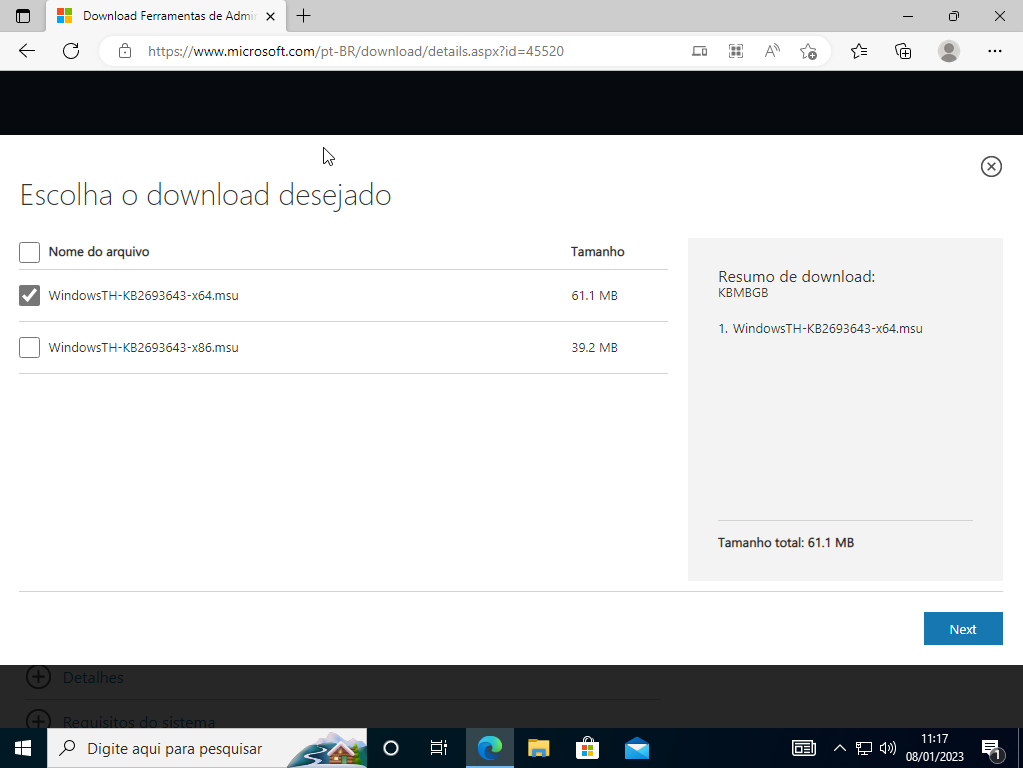 Download Ferramentas de Admi
https://www.microsoft.com/pt-BR/download/details.aspx?id=45520
Escolha o download desejado
Nome do arquivo Tamanho
WindowsTH-KB2693643-x64.msu 61.1 MB
WindowsTH-KB2693643-x86.msu 39.2 MB
Resumo de download:
KBMBGB
1. WindowsTH-KB2693643-x64.msu
Tamanho total: 61.1 MB
Next
Detalhes
Requisitos do sistema
Digite aqui para pesquisar
11:17
08/01/2023
1